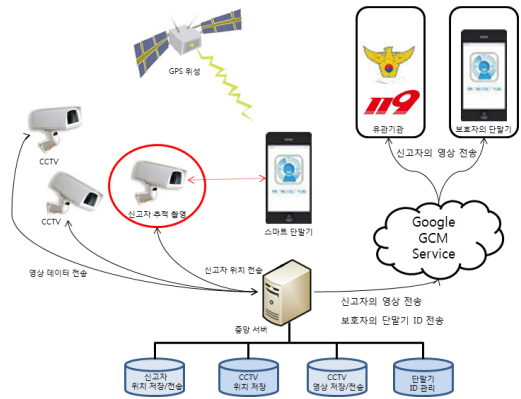 GPS 위성
119
유관기관
보호자의 단말기
신고자의 영상 전송
CCTV
CCTV
신고자 추적 촬영
스마트 단말기
Google
GCM
Service
영상 데이터 전송
신고자 위치 전송
신고자의 영상 전송
보호자의 단말기 ID 전송
중앙 서버
신고자
위치 저장/전송
CCTV
위치 저장
CCTV
영상 저장/전송
단말기
ID 관리